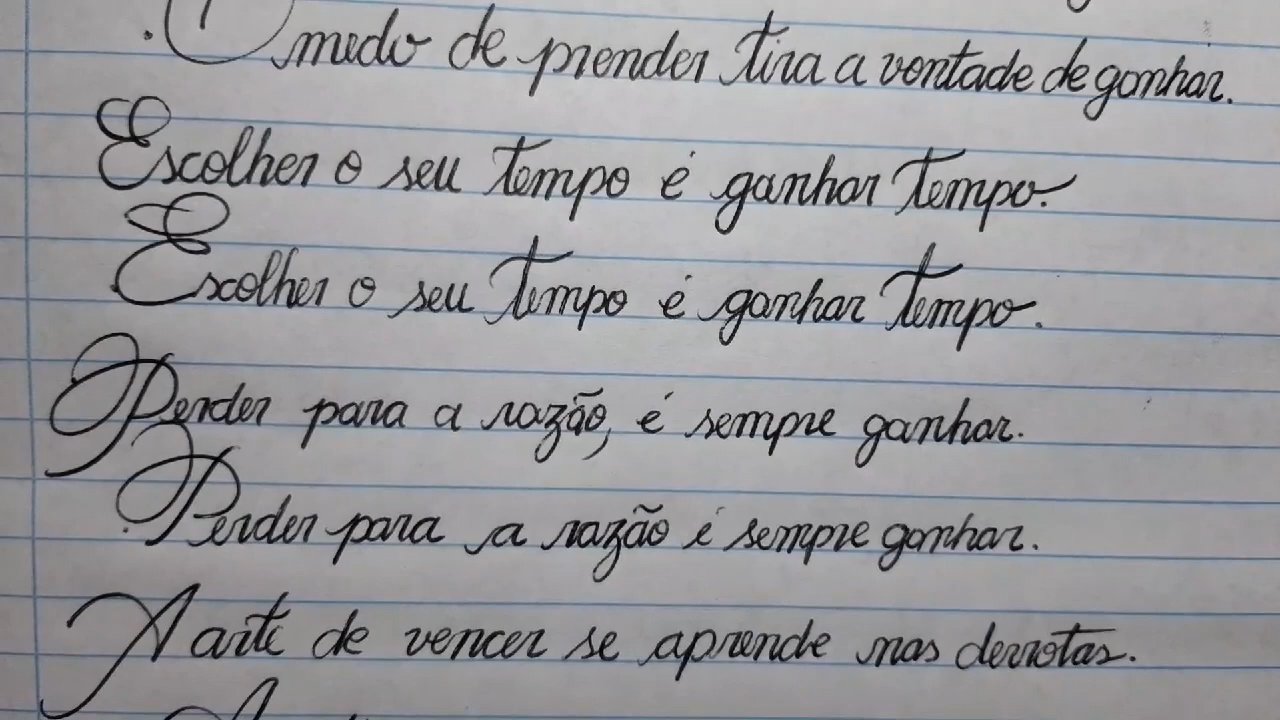 O medo de prender tira a vontade de ganhar.
Escolher o seu tempo é ganhar tempo.
Escolher o seu tempo é ganhar tempo.
Perder para a razão, é sempre ganhar.
Perder para a razão é sempre ganhar.
A arte de vencer se aprende nas derrotas.